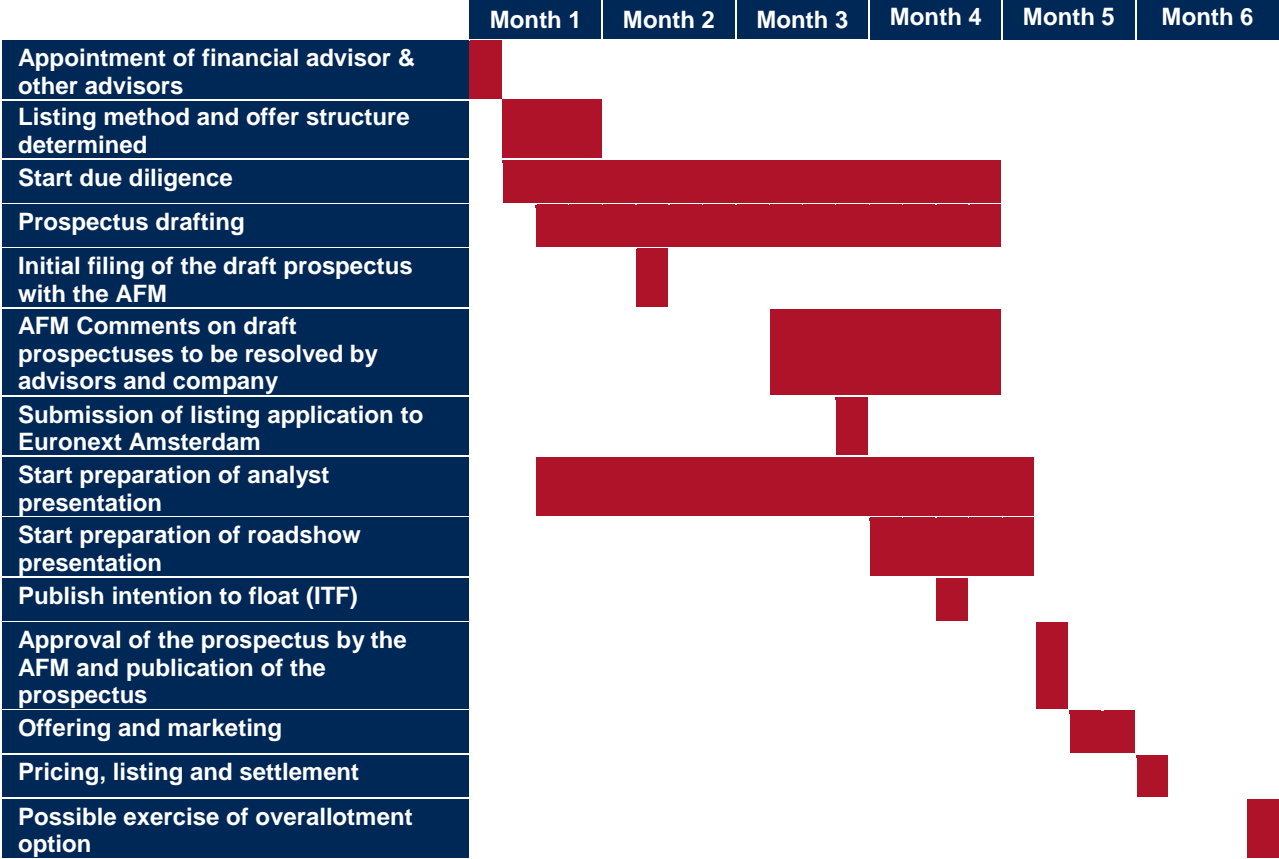 Month 1 Month 2 Month 3 Month 4 Month 5 Month 6
Appointment of financial advisor &
other advisors
Listing method and offer structure
determined
Start due diligence
Prospectus drafting
Initial filing of the draft prospectus
with the AFM
AFM Comments on draft
prospectuses to be resolved by
advisors and company
Submission of listing application to
Euronext Amsterdam
Start preparation of analyst
presentation
Start preparation of roadshow
presentation
Publish intention to float (ITF)
Approval of the prospectus by the
AFM and publication of the
prospectus
Offering and marketing
Pricing, listing and settlement
Possible exercise of overallotment
option